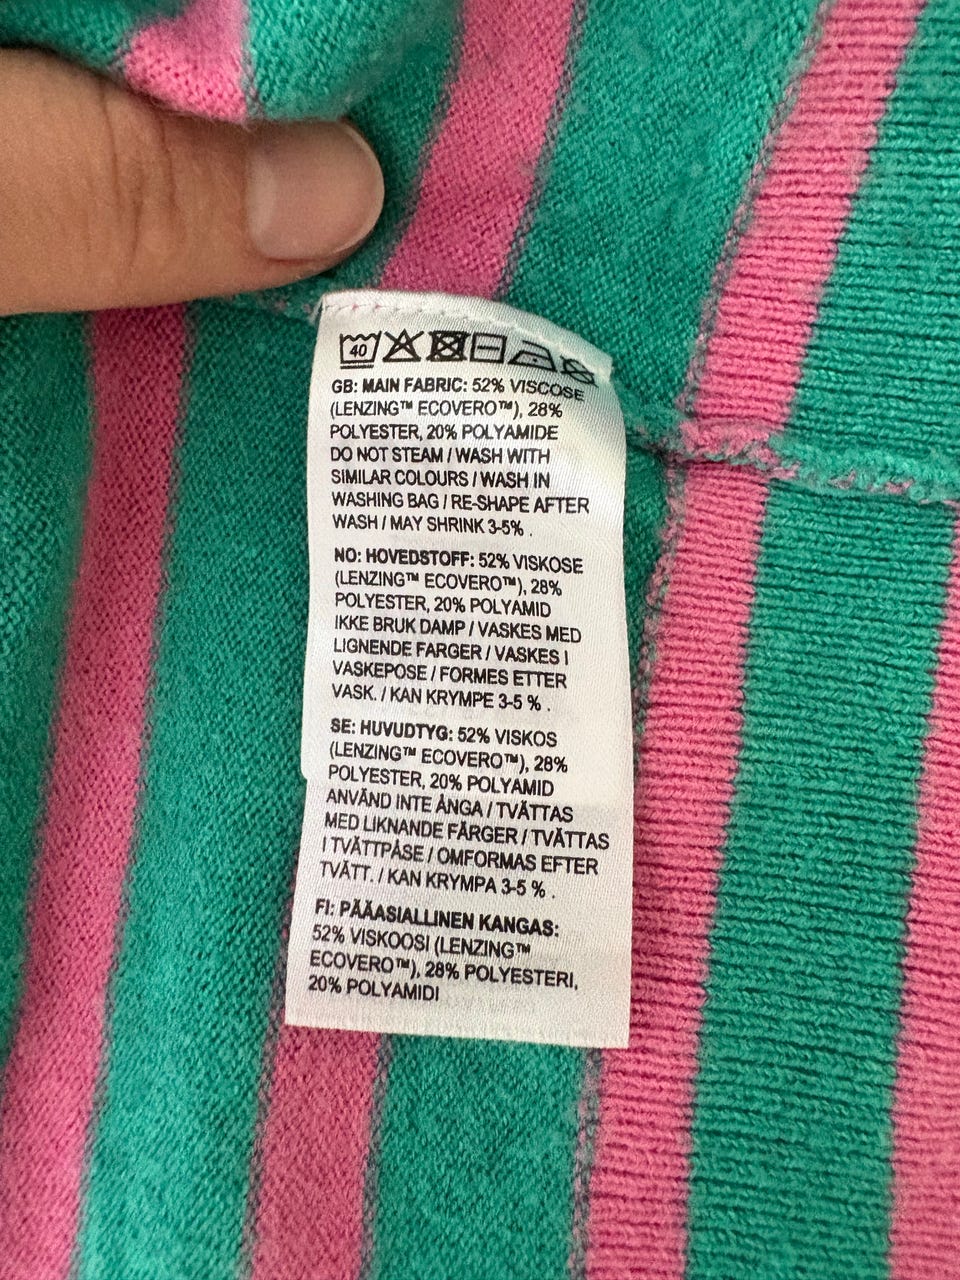 40
GB: MAIN FABRIC: 52% VISCOSE
(LENZING™ ECOVERO™), 28%
POLYESTER, 20% POLYAMIDE
DO NOT STEAM / WASH WITH
SIMILAR COLOURS / WASH IN
WASHING BAG / RE-SHAPE AFTER
WASH / MAY SHRINK 3-5% .
NO: HOVEDSTOFF: 52% VISKOSE
(LENZING™ ECOVERO™), 28%
POLYESTER, 20% POLYAMID
IKKE BRUK DAMP / VASKES MED
LIGNENDE FARGER / VASKES I
VASKEPOSE / FORMES ETTER
VASK. / KAN KRYMPE 3-5 % .
SE: HUVUDTYG: 52% VISKOS
(LENZING™ ECOVERO™), 28%
POLYESTER, 20% POLYAMID
ANVÄND INTE ÅNGA / TVÄTTAS
MED LIKNANDE FÄRGER / TVÄTTAS
I TVÄTTPÅSE / OMFORMAS EFTER
TVÄTT. / KAN KRYMPA 3-5 % .
FI: PÄÄASIALLINEN KANGAS:
52% VISKOOSI (LENZING™
ECOVERO™), 28% POLYESTERI,
20% POLYAMIDI